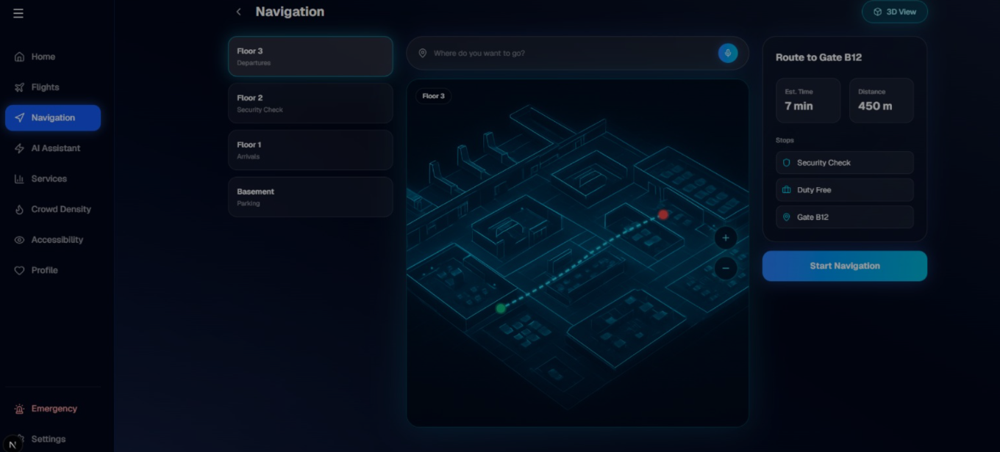 Navigation
3D View
Home
Flights
Navigation
AI Assistant
Services
Crowd Density
Accessibility
Profile
Emergency
Settings
N
Floor 3
Departures
Floor 2
Security Check
Floor 1
Arrivals
Basement
Parking
Where do you want to go?
Floor 3
+
−
Route to Gate B12
Est. Time
7 min
Distance
450 m
Stops
Security Check
Duty Free
Gate B12
Start Navigation